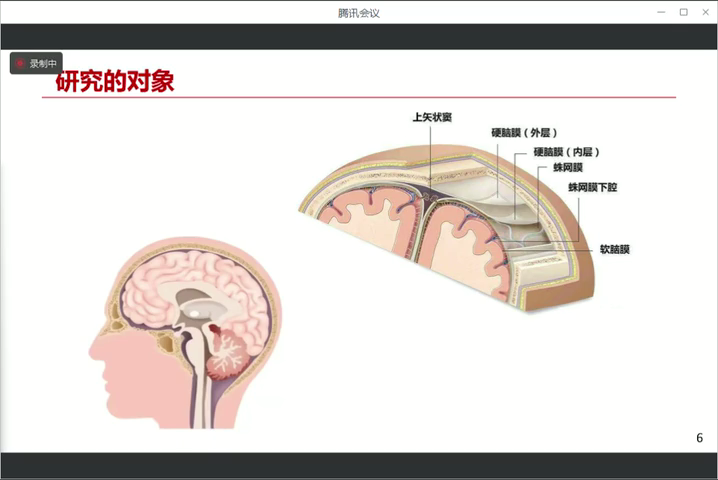 腾讯会议
录制中
研究的对象
上矢状窦
硬脑膜（外层）
硬脑膜（内层）
蛛网膜
蛛网膜下腔
软脑膜
6